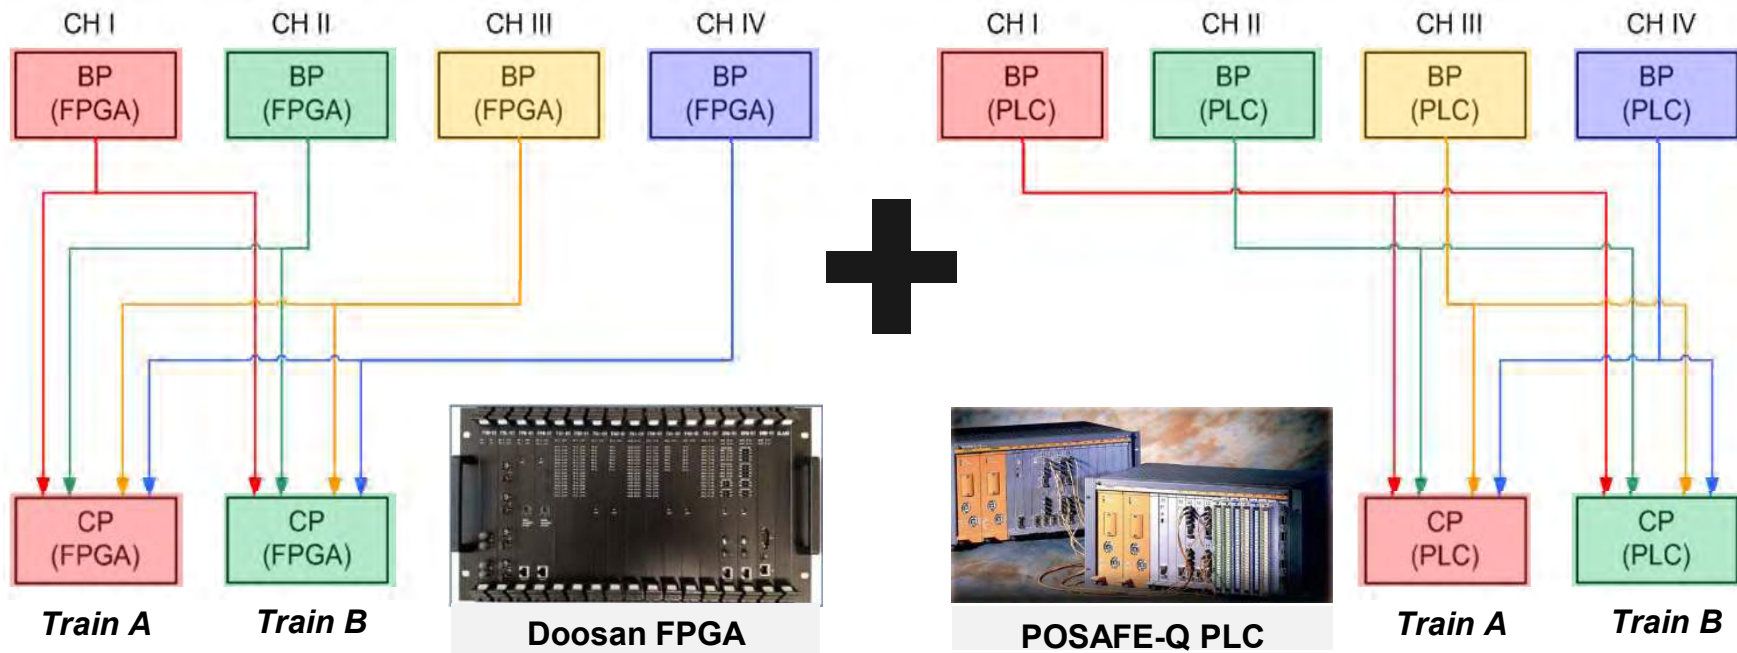 CH I
CH II
CH III
CH IV
CH I
CH II
CH III
CH IV
BP
(FPGA)
BP
(FPGA)
BP
(FPGA)
BP
(FPGA)
BP
(PLC)
BP
(PLC)
BP
(PLC)
BP
(PLC)
CP
(FPGA)
CP
(FPGA)
CP
(PLC)
CP
(PLC)
Train A
Train B
Doosan FPGA
POSAFE-Q PLC
Train A
Train B